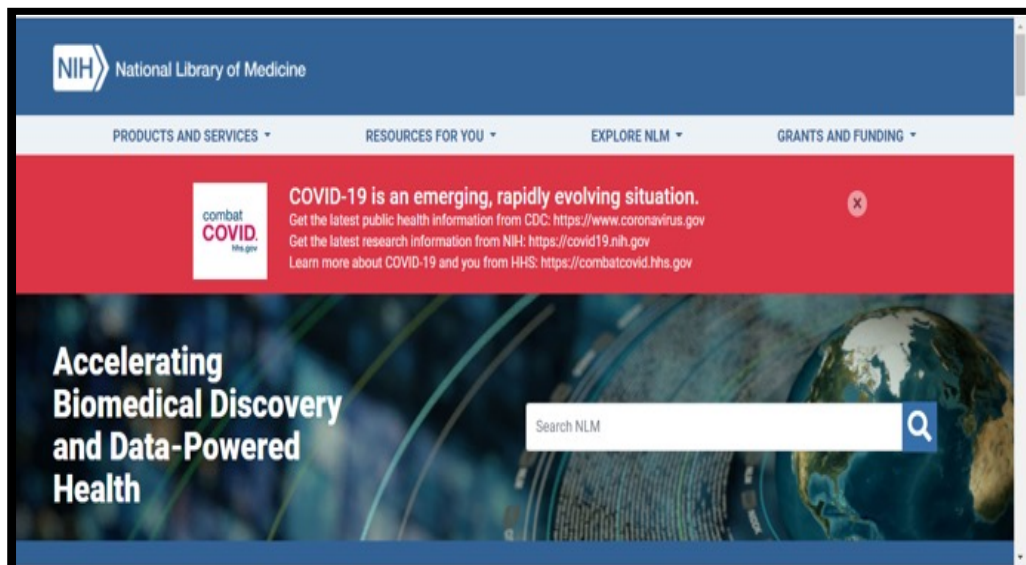 NIH National Library of Medicine
PRODUCTS AND SERVICES RESOURCES FOR YOU EXPLORE NLM GRANTS AND FUNDING
combat
COVID.
hhs.gov
COVID-19 is an emerging, rapidly evolving situation.
Get the latest public health information from CDC: https://www.coronavirus.gov
Get the latest research information from NIH: https://covid19.nih.gov
Learn more about COVID-19 and you from HHS: https://combatcovid.hhs.gov
Accelerating
Biomedical Discovery
and Data-Powered
Health
Search NLM